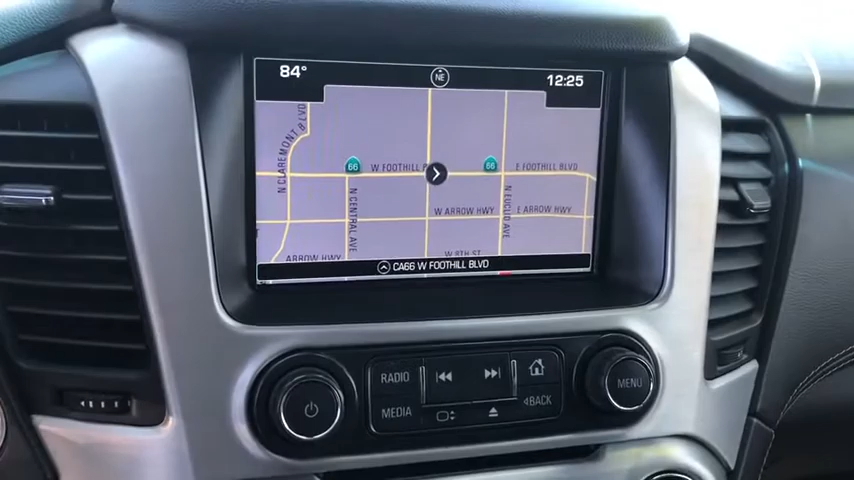 84°
NE
12:25
N CLAREMONT BLVD
66
W FOOTHILL
66
E FOOTHILL BLVD
N CENTRAL AVE
W ARROW HWY
N EUCLID AVE
E ARROW HWY
ARROW HWY
W 8TH ST
CA66 W FOOTHILL BLVD
RADIO
MEDIA
BACK
MENU